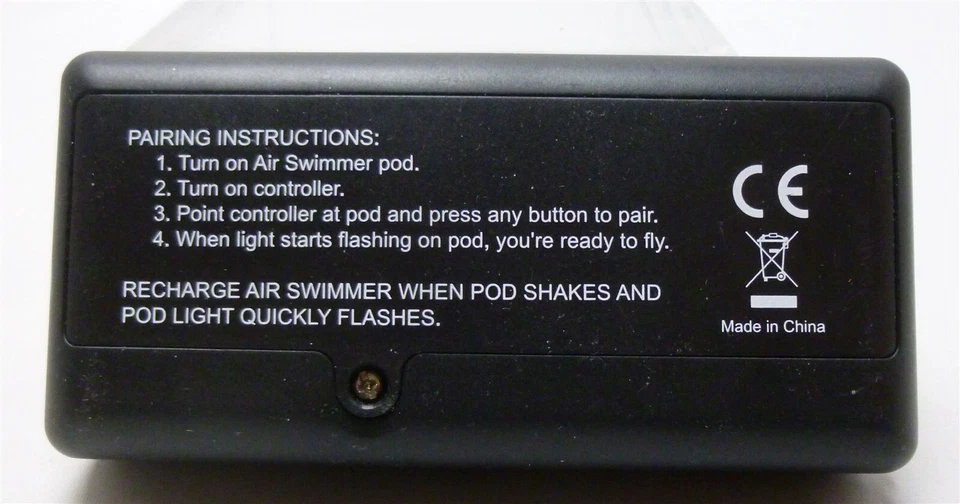 PAIRING INSTRUCTIONS:
1. Turn on Air Swimmer pod.
2. Turn on controller.
3. Point controller at pod and press any button to pair.
4. When light starts flashing on pod, you're ready to fly.
RECHARGE AIR SWIMMER WHEN POD SHAKES AND
POD LIGHT QUICKLY FLASHES.
CE
Made in China